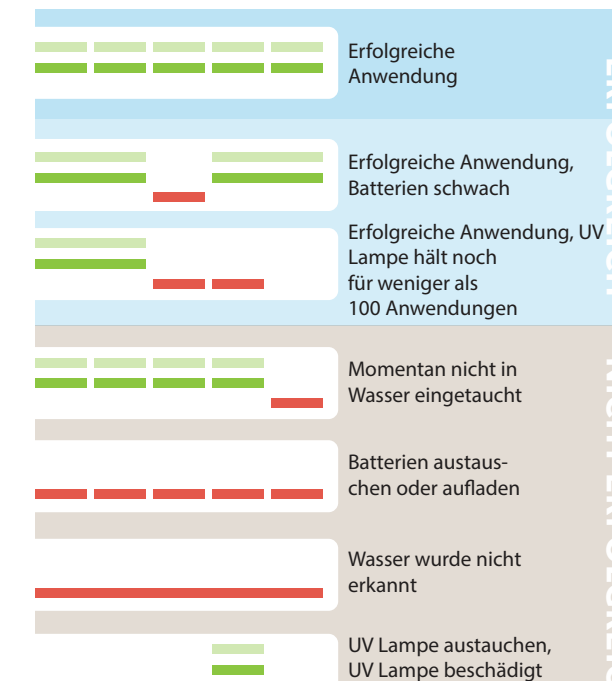 Erfolgreiche
Anwendung
Erfolgreiche Anwendung,
Batterien schwach
Erfolgreiche Anwendung, UV
Lampe hält noch
für weniger als
100 Anwendungen
Momentan nicht in
Wasser eingetaucht
Batterien austaus-
chen oder aufladen
Wasser wurde nicht
erkannt
UV Lampe austauschen,
UV Lampe beschädigt